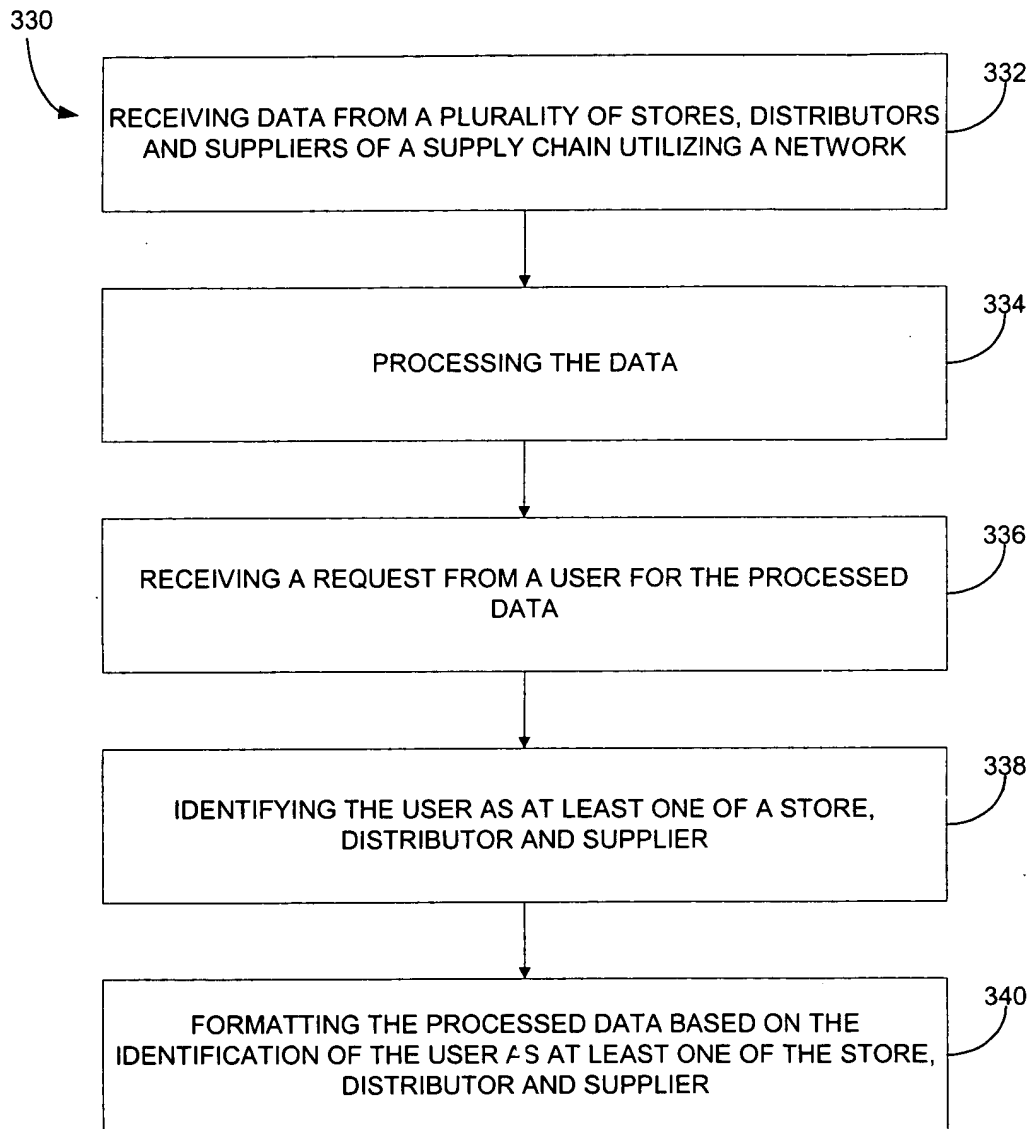 330
332
RECEIVING DATA FROM A PLURALITY OF STORES, DISTRIBUTORS
AND SUPPLIERS OF A SUPPLY CHAIN UTILIZING A NETWORK
334
PROCESSING THE DATA
336
RECEIVING A REQUEST FROM A USER FOR THE PROCESSED
DATA
338
IDENTIFYING THE USER AS AT LEAST ONE OF A STORE,
DISTRIBUTOR AND SUPPLIER
340
FORMATTING THE PROCESSED DATA BASED ON THE
IDENTIFICATION OF THE USER AS AT LEAST ONE OF THE STORE,
DISTRIBUTOR AND SUPPLIER